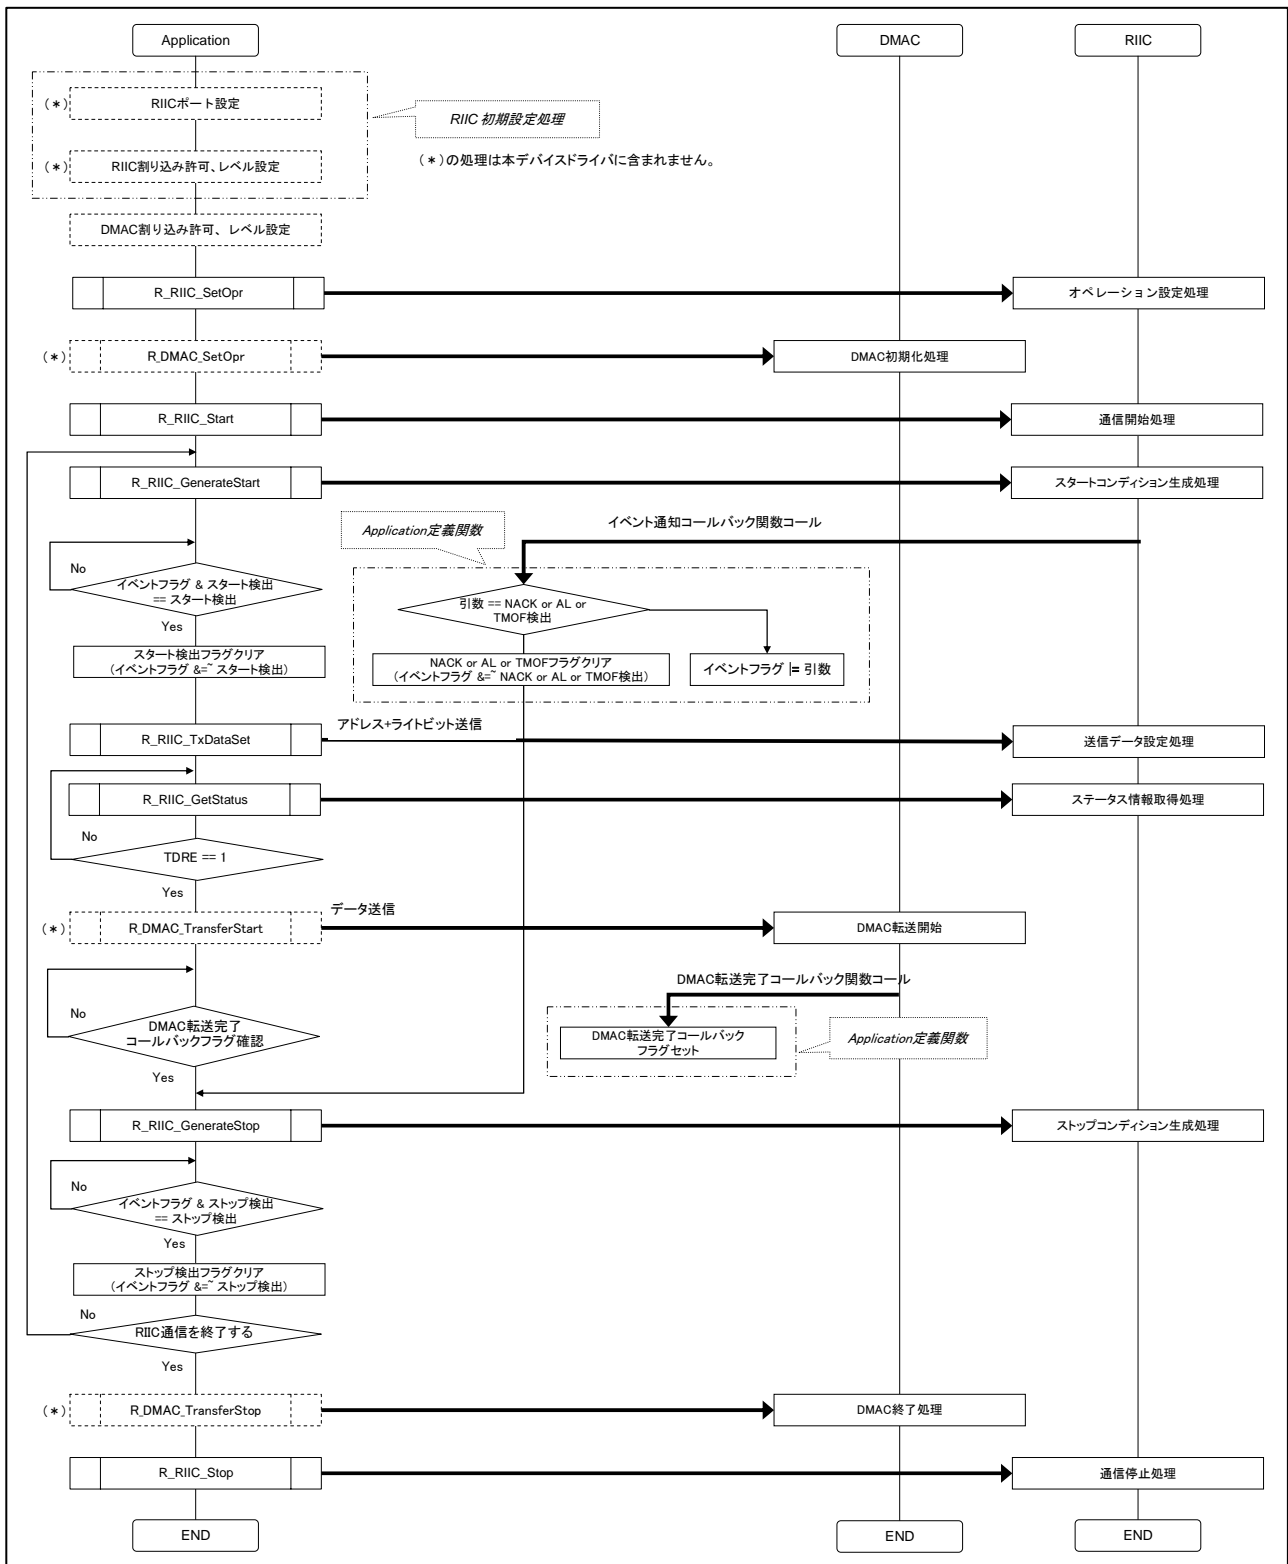 Application
DMAC
RIIC
(*)
RIICポート設定
RIIC 初期設定処理
(*)
RIIC割り込み許可、レベル設定
(*)の処理は本デバイスドライバに含まれません。
DMAC割り込み許可、レベル設定
R_RIIC_SetOpr
オペレーション設定処理
(*)
R_DMAC_SetOpr
DMAC初期化処理
R_RIIC_Start
通信開始処理
R_RIIC_GenerateStart
スタートコンディション生成処理
Application定義関数
イベント通知コールバック関数コール
No
イベントフラグ & スタート検出
== スタート検出
Yes
引数 == NACK or AL or
TMOF検出
スタート検出フラグクリア
(イベントフラグ &=~ スタート検出)
NACK or AL or TMOFフラグクリア
(イベントフラグ &=~ NACK or AL or TMOF検出)
イベントフラグ |= 引数
アドレス+ライトビット送信
R_RIIC_TxDataSet
送信データ設定処理
R_RIIC_GetStatus
ステータス情報取得処理
No
TDRE == 1
Yes
データ送信
(*)
R_DMAC_TransferStart
DMAC転送開始
DMAC転送完了コールバック関数コール
No
DMAC転送完了
コールバックフラグ確認
DMAC転送完了コールバック
フラグセット
Application定義関数
Yes
R_RIIC_GenerateStop
ストップコンディション生成処理
No
イベントフラグ & ストップ検出
== ストップ検出
Yes
ストップ検出フラグクリア
(イベントフラグ &=~ ストップ検出)
No
RIIC通信を終了する
Yes
(*)
R_DMAC_TransferStop
DMAC終了処理
R_RIIC_Stop
通信停止処理
END
END
END